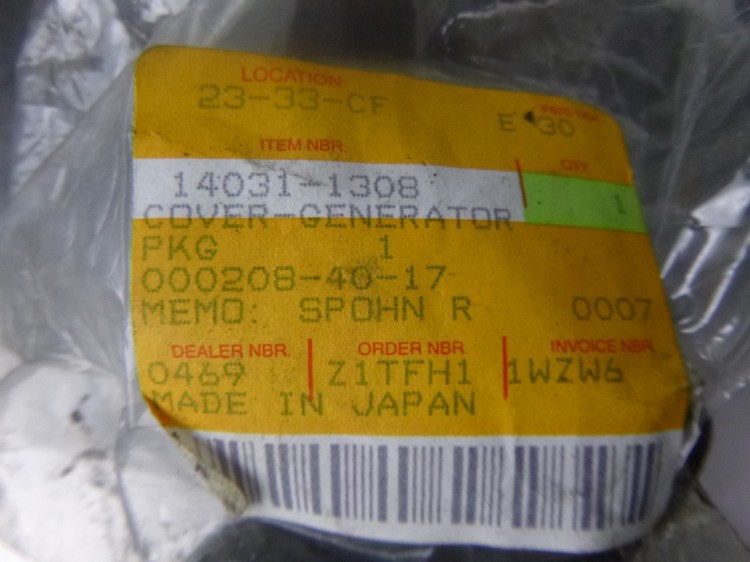 LOCATION
23-33-CF
E 30
ITEM NBR.
QTY
14031-1308
1
COVER-GENERATOR
PKG 1
000208-40-17
MEMO: SPOHN R 0007
DEALER NBR. ORDER NBR. INVOICE NBR.
0469 Z1TFH1 1WZW6
MADE IN JAPAN